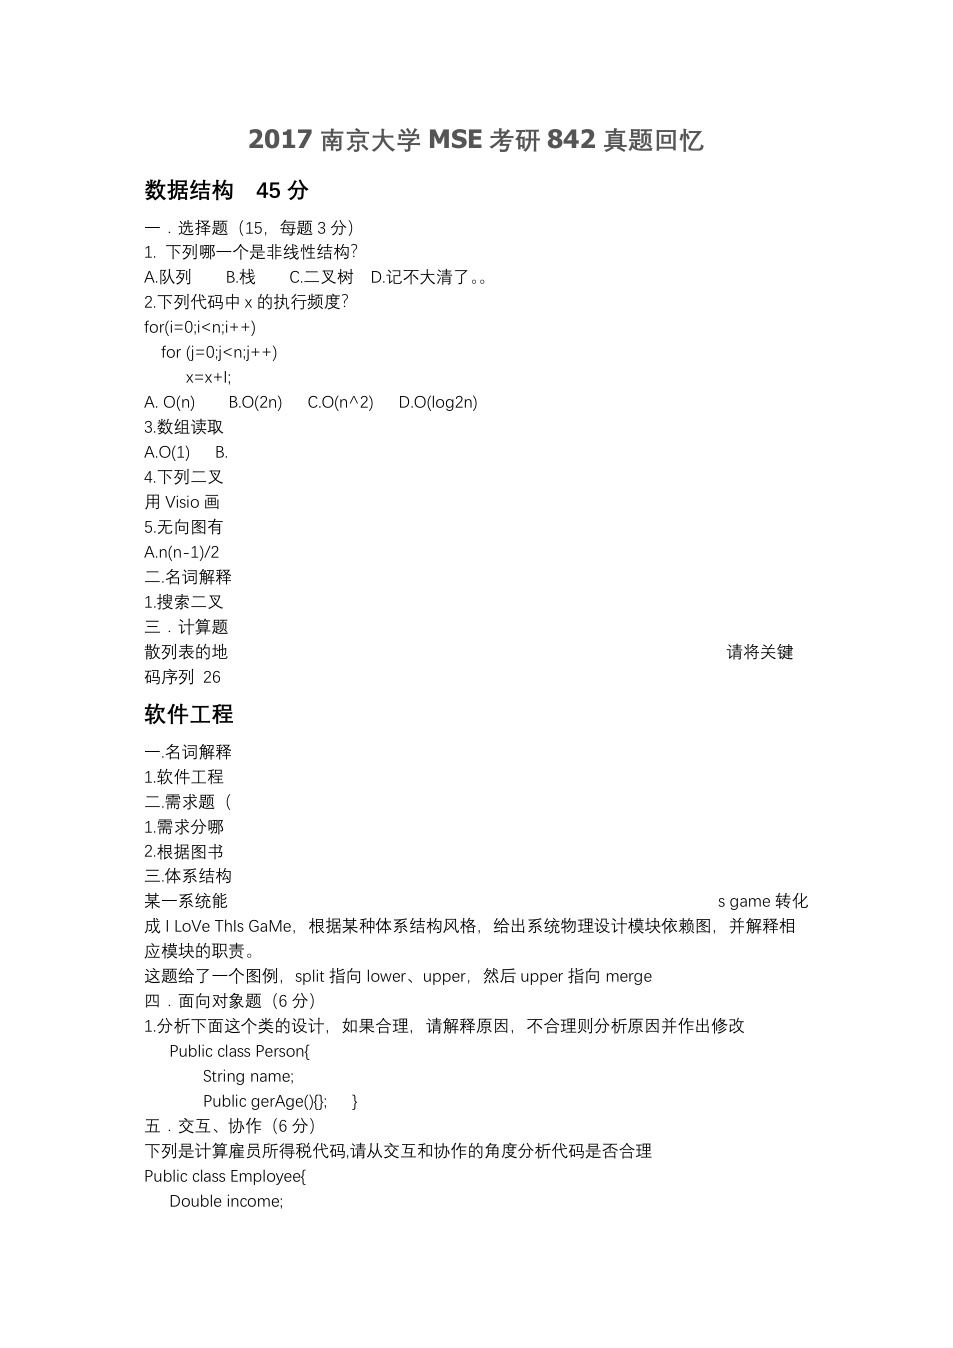 2017 南京大学 MSE 考研 842 真题回忆
数据结构 45 分
一．选择题（15，每题 3 分）
1. 下列哪一个是非线性结构？
A.队列 B.栈 C.二叉树 D.记不大清了。。
2.下列代码中 x 的执行频度？
for(i=0;i<n;i++)
for (j=0;j<n;j++)
x=x+I;
A. O(n) B.O(2n) C.O(n^2) D.O(log2n)
3.数组读取
A.O(1) B.
4.下列二叉
用 Visio 画
5.无向图有
A.n(n-1)/2
二.名词解释
1.搜索二叉
三．计算题
散列表的地 请将关键
码序列 26
软件工程
一.名词解释
1.软件工程
二.需求题（
1.需求分哪
2.根据图书
三.体系结构
某一系统能 s game 转化
成 I LoVe ThIs GaMe，根据某种体系结构风格，给出系统物理设计模块依赖图，并解释相
应模块的职责。
这题给了一个图例，split 指向 lower、upper，然后 upper 指向 merge
四．面向对象题（6 分）
1.分析下面这个类的设计，如果合理，请解释原因，不合理则分析原因并作出修改
Public class Person{
String name;
Public gerAge(){}; }
五．交互、协作（6 分）
下列是计算雇员所得税代码,请从交互和协作的角度分析代码是否合理
Public class Employee{
Double income;